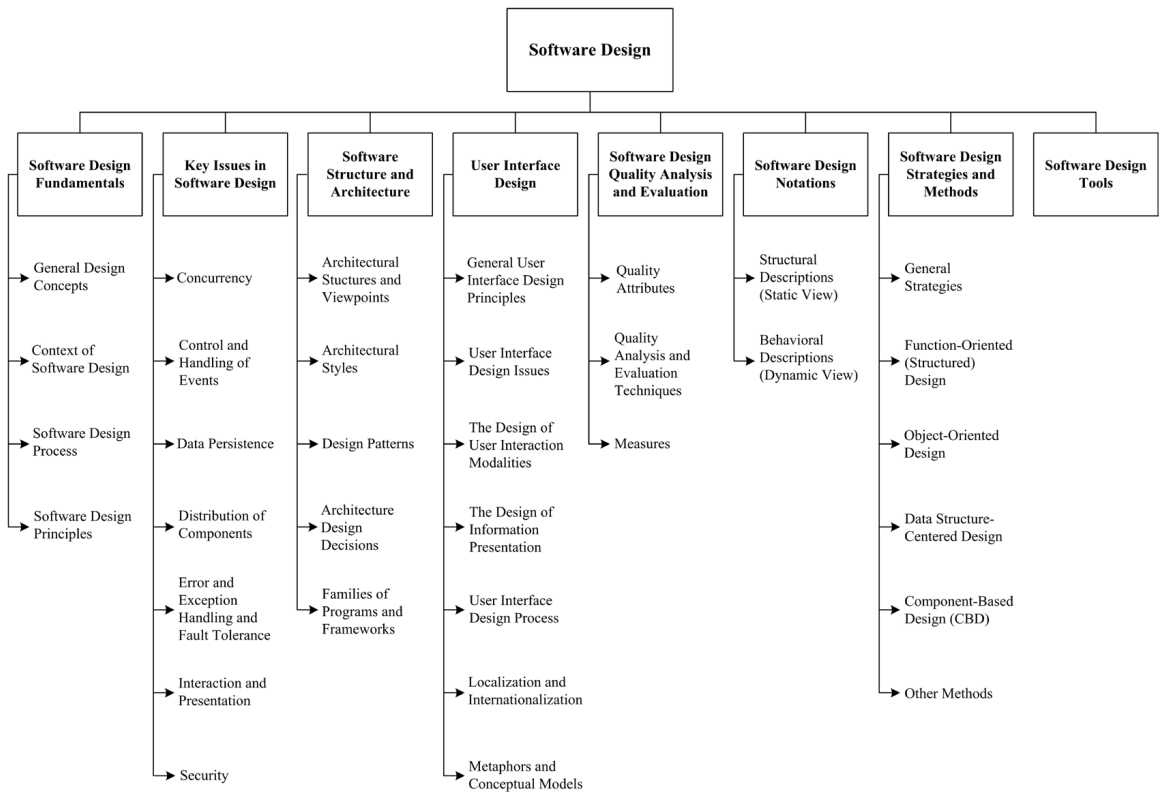 Software Design
Software Design
Fundamentals
General Design
Concepts
Context of
Software Design
Software Design
Process
Software Design
Principles
Key Issues in
Software Design
Concurrency
Control and
Handling of
Events
Data Persistence
Distribution of
Components
Error and
Exception
Handling and
Fault Tolerance
Interaction and
Presentation
Security
Software
Structure and
Architecture
Architectural
Stuctures and
Viewpoints
Architectural
Styles
Design Patterns
Architecture
Design
Decisions
Families of
Programs and
Frameworks
User Interface
Design
General User
Interface Design
Principles
User Interface
Design Issues
The Design of
User Interaction
Modalities
The Design of
Information
Presentation
User Interface
Design Process
Localization and
Internationalization
Metaphors and
Conceptual Models
Software Design
Quality Analysis
and Evaluation
Quality
Attributes
Quality
Analysis and
Evaluation
Techniques
Measures
Software Design
Notations
Structural
Descriptions
(Static View)
Behavioral
Descriptions
(Dynamic View)
Software Design
Strategies and
Methods
General
Strategies
Function-Oriented
(Structured)
Design
Object-Oriented
Design
Data Structure-
Centered Design
Component-Based
Design (CBD)
Other Methods
Software Design
Tools